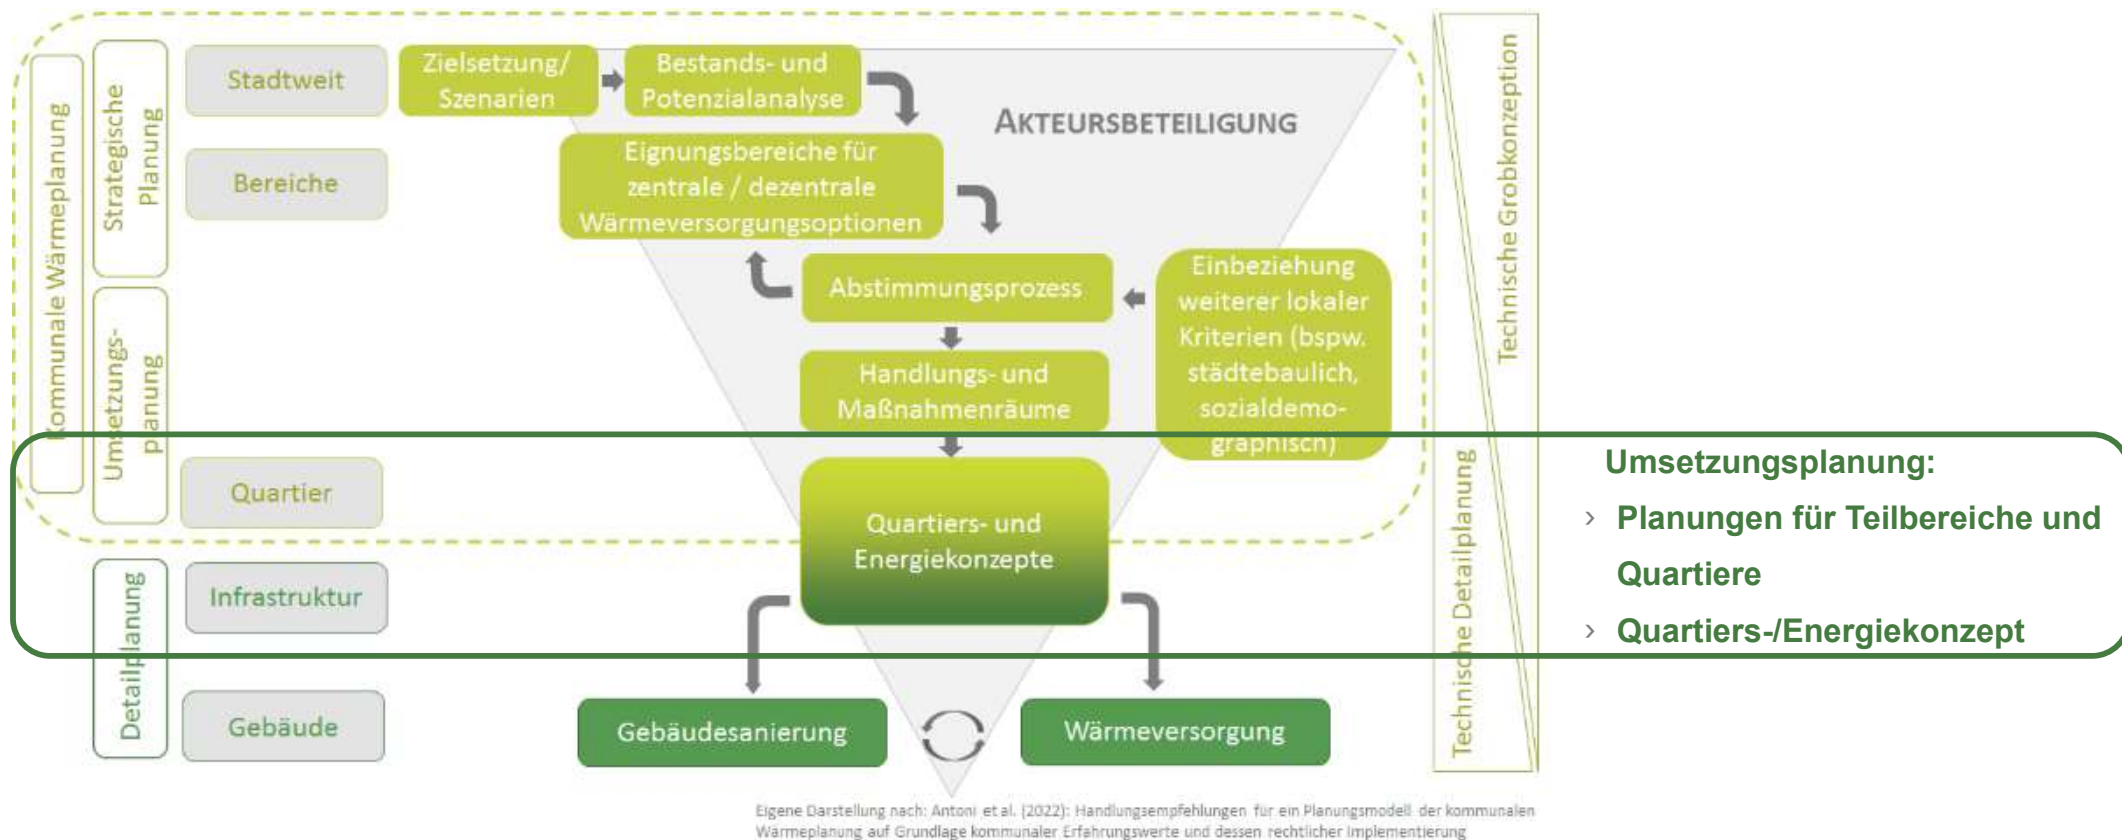 Kommunale Wärmeplanung
Strategische
Planung
Umsetzungs-
planung
Detailplanung
Stadtweit
Bereiche
Quartier
Infrastruktur
Gebäude
Zielsetzung/
Szenarien
Bestands- und
Potenzialanalyse
AKTEURSBETEILIGUNG
Eignungsbereiche für
zentrale / dezentrale
Wärmeversorgungsoptionen
Abstimmungsprozess
Einbeziehung
weiterer lokaler
Kriterien (bspw.
städtebaulich,
sozialdemo-
graphisch)
Handlungs- und
Maßnahmenräume
Quartiers- und
Energiekonzepte
Gebäudesanierung
Wärmeversorgung
Technische Grobkonzeption
Technische Detailplanung
Umsetzungsplanung:
› Planungen für Teilbereiche und
Quartiere
› Quartiers-/Energiekonzept
Eigene Darstellung nach: Antoni et al. (2022): Handlungsempfehlungen für ein Planungsmodell der kommunalen
Wärmeplanung auf Grundlage kommunaler Erfahrungswerte und dessen rechtlicher Implementierung